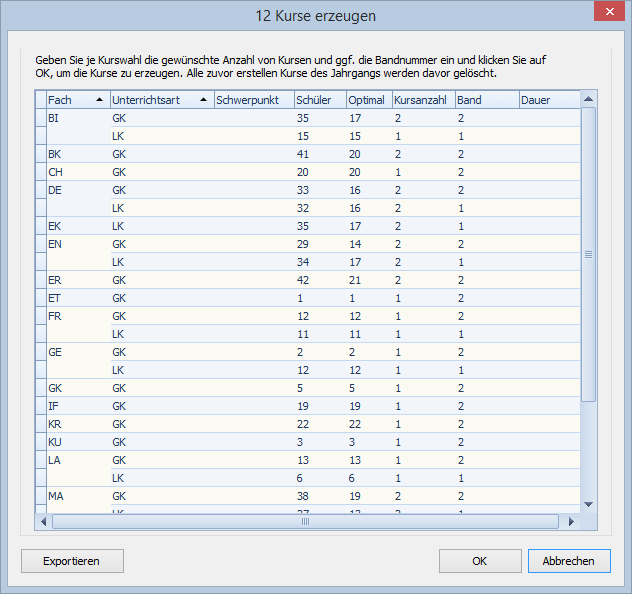 12 Kurse erzeugen
Geben Sie je Kurswahl die gewünschte Anzahl von Kursen und ggf. die Bandnummer ein und klicken Sie auf
OK, um die Kurse zu erzeugen. Alle zuvor erstellen Kurse des Jahrgangs werden davor gelöscht.
Fach Unterrichtsart Schwerpunkt Schüler Optimal Kursanzahl Band Dauer
BI GK 35 17 2 2
LK 15 15 1 1
BK GK 41 20 2 2
CH GK 20 20 1 2
DE GK 33 16 2 2
LK 32 16 2 1
EK LK 35 17 2 1
EN GK 29 14 2 2
LK 34 17 2 1
ER GK 42 21 2 2
ET GK 1 1 1 2
FR GK 12 12 1 2
LK 11 11 1 1
GE GK 2 2 1 2
LK 12 12 1 1
GK GK 5 5 1 2
IF GK 19 19 1 2
KR GK 22 22 1 2
KU GK 3 3 1 2
LA GK 13 13 1 2
LK 6 6 1 1
MA GK 38 19 2 2
Exportieren OK Abbrechen